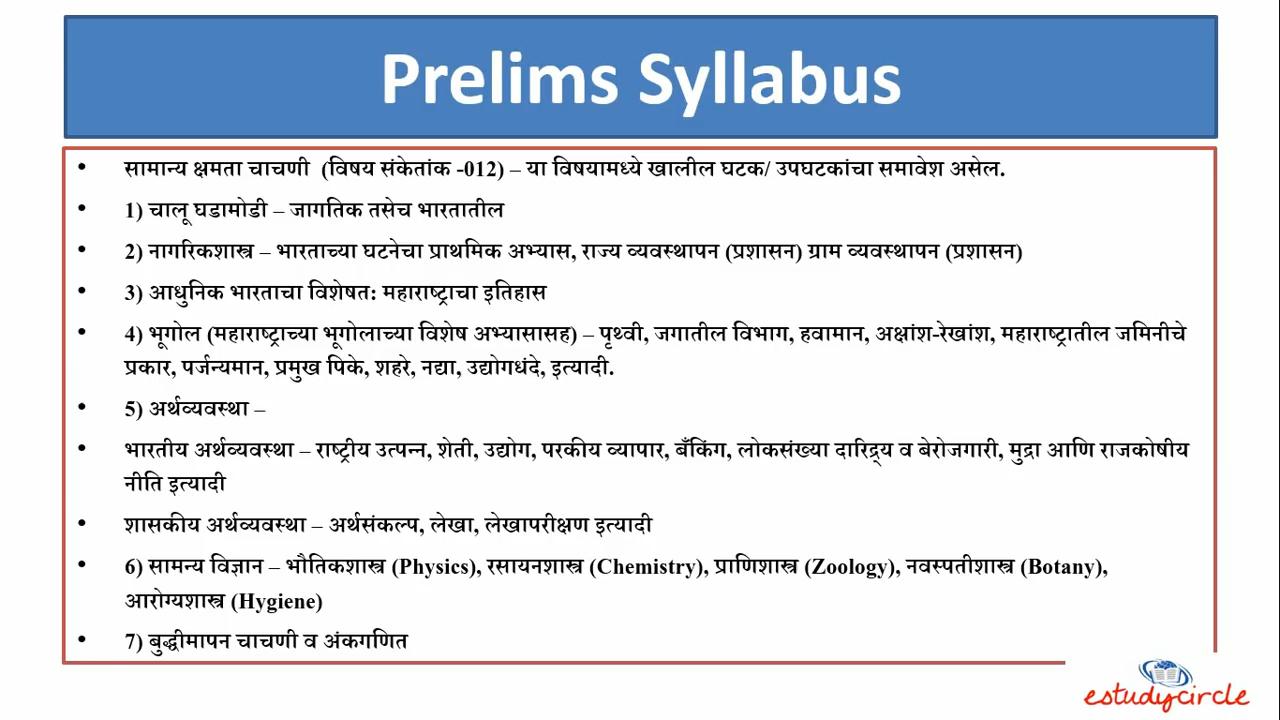 Prelims Syllabus
• सामान्य क्षमता चाचणी (विषय संकेतांक -012) – या विषयामध्ये खालील घटक/ उपघटकांचा समावेश असेल.
• 1) चालू घडामोडी – जागतिक तसेच भारतातील
• 2) नागरिकशास्त्र – भारताच्या घटनेचा प्राथमिक अभ्यास, राज्य व्यवस्थापन (प्रशासन) ग्राम व्यवस्थापन (प्रशासन)
• 3) आधुनिक भारताचा विशेषत: महाराष्ट्राचा इतिहास
• 4) भूगोल (महाराष्ट्राच्या भूगोलाच्या विशेष अभ्यासासह) – पृथ्वी, जगातील विभाग, हवामान, अक्षांश-रेखांश, महाराष्ट्रातील जमिनीचे
प्रकार, पर्जन्यमान, प्रमुख पिके, शहरे, नद्या, उद्योगधंदे, इत्यादी.
• 5) अर्थव्यवस्था –
• भारतीय अर्थव्यवस्था – राष्ट्रीय उत्पन्न, शेती, उद्योग, परकीय व्यापार, बँकिंग, लोकसंख्या दारिद्र्य व बेरोजगारी, मुद्रा आणि राजकोषीय
नीति इत्यादी
• शासकीय अर्थव्यवस्था – अर्थसंकल्प, लेखा, लेखापरीक्षण इत्यादी
• 6) सामन्य विज्ञान – भौतिकशास्त्र (Physics), रसायनशास्त्र (Chemistry), प्राणिशास्त्र (Zoology), नवस्पतीशास्त्र (Botany),
आरोग्यशास्त्र (Hygiene)
• 7) बुद्धीमापन चाचणी व अंकगणित
estudycircle